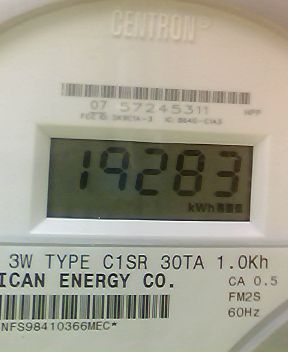 CENTRON®
07 57245311 NPP
19283
kWh
3W TYPE C1SR 30TA 1.0Kh
ICAN ENERGY CO. CA 0.5
FM2S
60Hz
NFS98410366MEC*